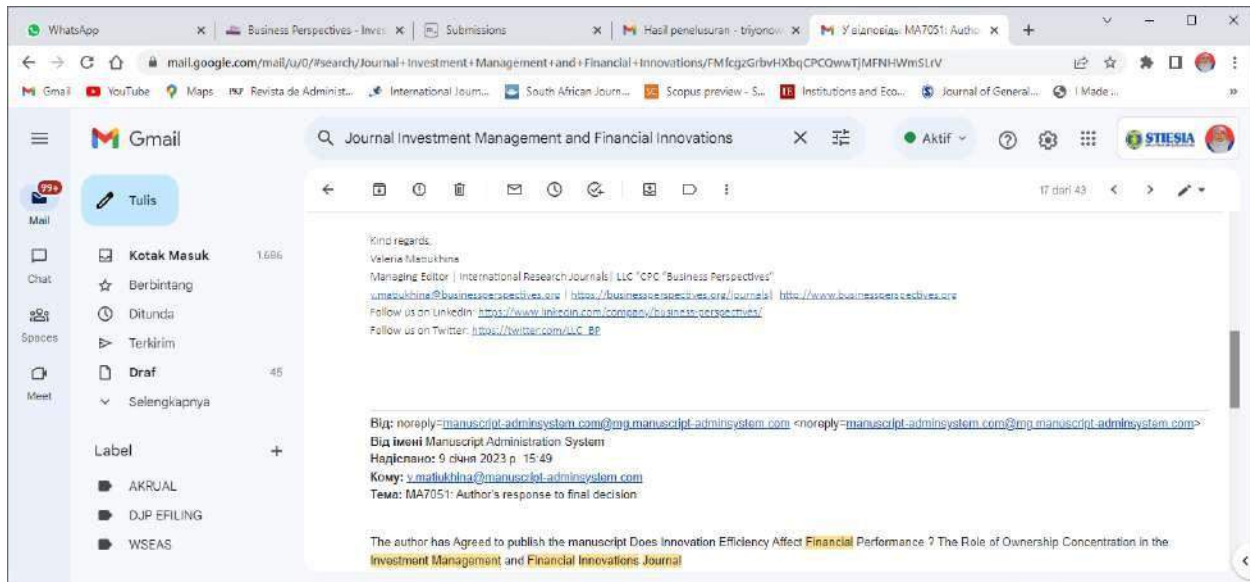 WhatsApp
Business Perspectives - Inves
Submissions
Hasil penelusuran - triyonow
У відповідь: MA7051: Autho
mail.google.com/mail/u/0/#search/Journal+Investment+Management+and+Financial+Innovations/FMfcgzGrbvHXbqCPCQwwTjMFNHWmSLrV
Gmail
YouTube
Maps
Revista de Administ...
International Journ...
South African Journ...
Scopus preview - S...
Institutions and Eco...
Journal of General...
I Made ...
Gmail
Journal Investment Management and Financial Innovations
Aktif
STIESIA
99+
Mail
Tulis
17 dari 43
Chat
Spaces
Meet
Kotak Masuk 1.686
Berbintang
Ditunda
Terkirim
Draf 45
Selengkapnya
Label
AKRUAL
DJP EFILING
WSEAS
Kind regards,
Valeria Matiukhina
Managing Editor | International Research Journals| LLC "CPC "Business Perspectives"
v.matiukhina@businessperspectives.org | https://businessperspectives.org/journals| http://www.businessperspectives.org
Follow us on LinkedIn: https://www.linkedin.com/company/business-perspectives/
Follow us on Twitter: https://twitter.com/LLC_BP
Від: noreply=manuscript-adminsystem.com@mg.manuscript-adminsystem.com <noreply=manuscript-adminsystem.com@mg.manuscript-adminsystem.com>
Від імені Manuscript Administration System
Надіслано: 9 січня 2023 р. 15:49
Кому: v.matiukhina@manuscript-adminsystem.com
Тема: MA7051: Author's response to final decision
The author has Agreed to publish the manuscript Does Innovation Efficiency Affect Financial Performance ? The Role of Ownership Concentration in the
Investment Management and Financial Innovations Journal